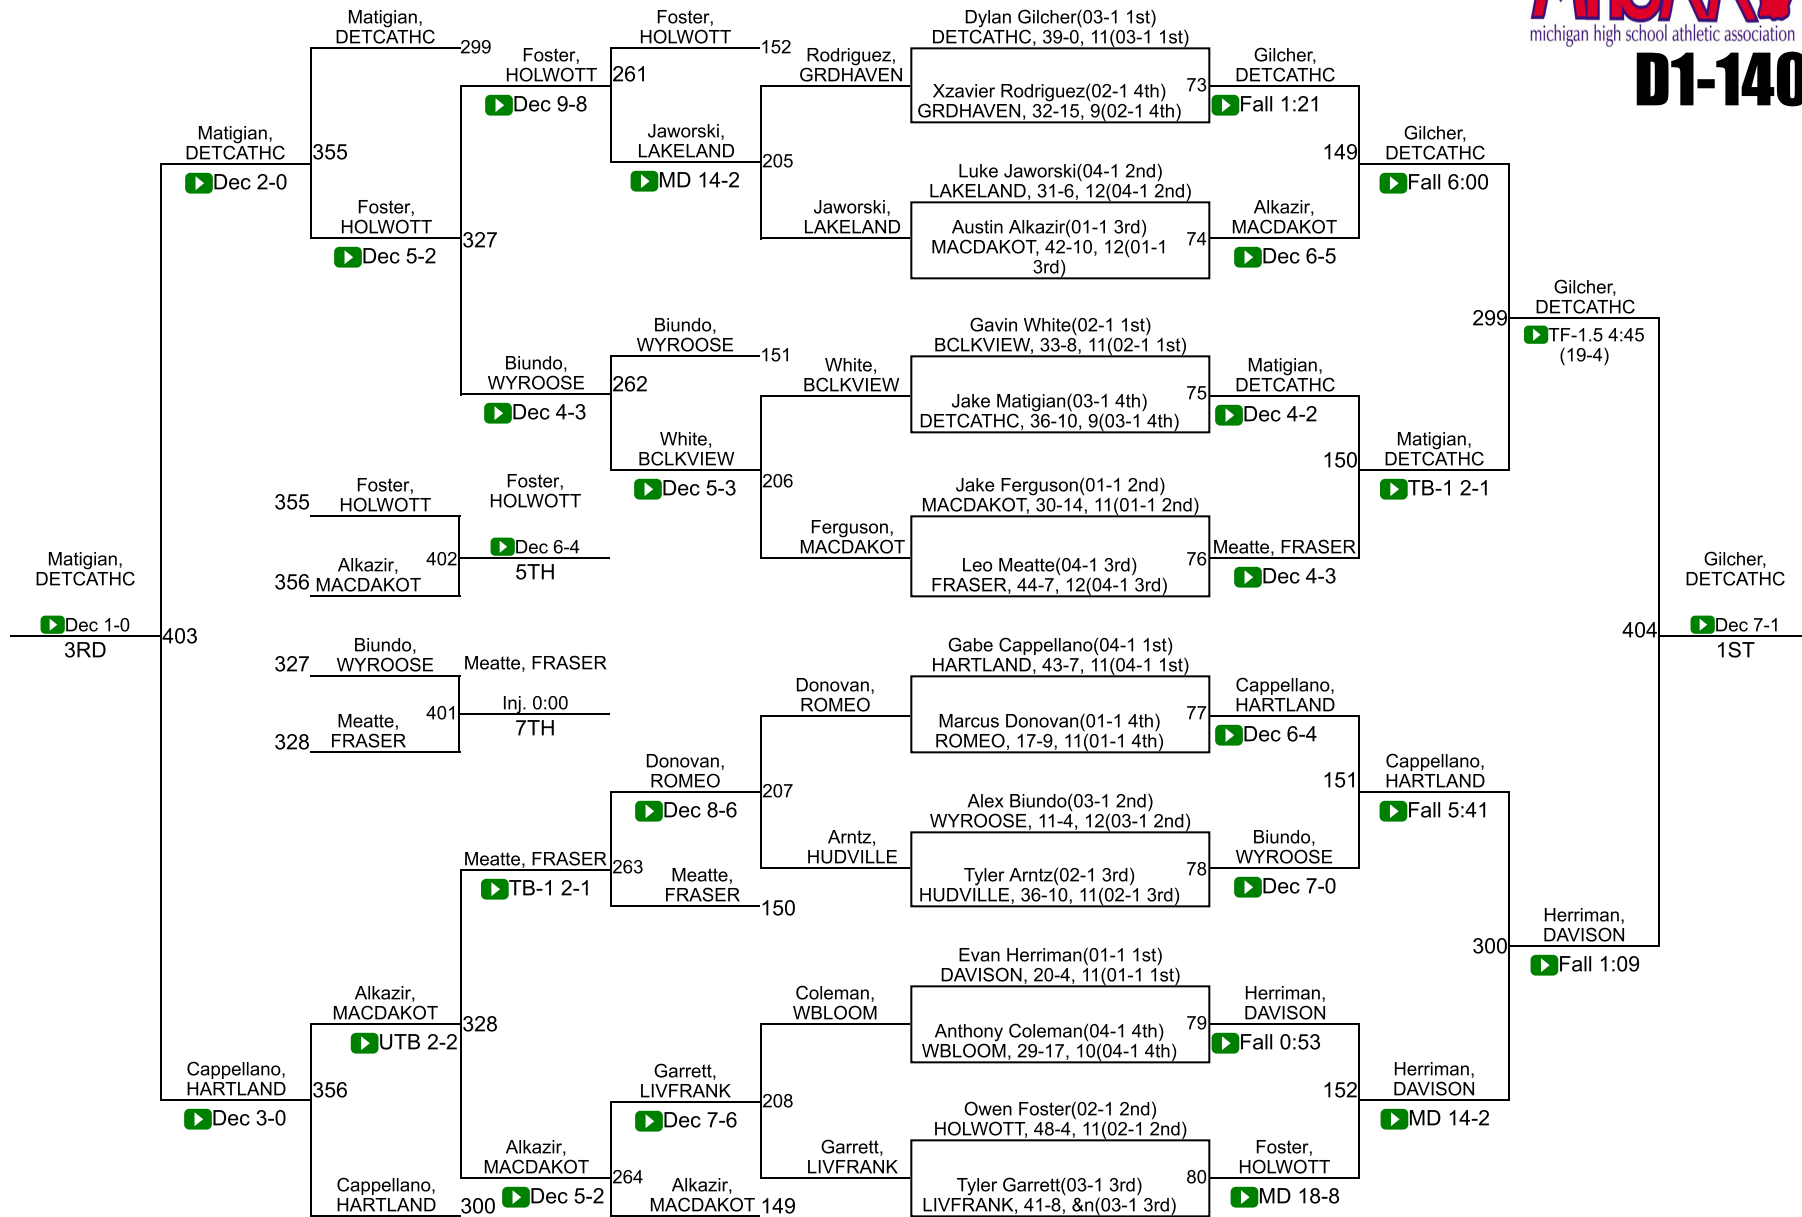 MHSAA
michigan high school athletic association
D1-140
Matigian,
DETCATHC
299
Foster,
HOLWOTT
Dec 9-8
261
Foster,
HOLWOTT
152
Matigian,
DETCATHC
Dec 2-0
355
Foster,
HOLWOTT
Dec 5-2
327
Jaworski,
LAKELAND
MD 14-2
205
Rodriguez,
GRDHAVEN
Jaworski,
LAKELAND
Biundo,
WYROOSE
Dec 4-3
262
Biundo,
WYROOSE
151
White,
BCLKVIEW
Dec 5-3
206
White,
BCLKVIEW
Ferguson,
MACDAKOT
355
Foster,
HOLWOTT
356
Alkazir,
MACDAKOT
402
Foster,
HOLWOTT
Dec 6-4
5TH
Matigian,
DETCATHC
Dec 1-0
3RD
403
327
Biundo,
WYROOSE
328
Meatte,
FRASER
401
Meatte, FRASER
Inj. 0:00
7TH
Donovan,
ROMEO
Dec 8-6
207
Donovan,
ROMEO
Arntz,
HUDVILLE
Meatte, FRASER
TB-1 2-1
263
Meatte,
FRASER
150
Alkazir,
MACDAKOT
UTB 2-2
328
Cappellano,
HARTLAND
Dec 3-0
356
Cappellano,
HARTLAND
300
Alkazir,
MACDAKOT
Dec 5-2
264
Garrett,
LIVFRANK
Dec 7-6
208
Alkazir,
MACDAKOT
149
Coleman,
WBLOOM
Garrett,
LIVFRANK
Dylan Gilcher(03-1 1st)
DETCATHC, 39-0, 11(03-1 1st)
Xzavier Rodriguez(02-1 4th)
GRDHAVEN, 32-15, 9(02-1 4th)
73
Gilcher,
DETCATHC
Fall 1:21
Luke Jaworski(04-1 2nd)
LAKELAND, 31-6, 12(04-1 2nd)
Austin Alkazir(01-1 3rd)
MACDAKOT, 42-10, 12(01-1
3rd)
74
Alkazir,
MACDAKOT
Dec 6-5
149
Gilcher,
DETCATHC
Fall 6:00
Gavin White(02-1 1st)
BCLKVIEW, 33-8, 11(02-1 1st)
Jake Matigian(03-1 4th)
DETCATHC, 36-10, 9(03-1 4th)
75
Matigian,
DETCATHC
Dec 4-2
Jake Ferguson(01-1 2nd)
MACDAKOT, 30-14, 11(01-1 2nd)
Leo Meatte(04-1 3rd)
FRASER, 44-7, 12(04-1 3rd)
76
Meatte, FRASER
Dec 4-3
150
Matigian,
DETCATHC
TB-1 2-1
299
Gilcher,
DETCATHC
TF-1.5 4:45
(19-4)
Gabe Cappellano(04-1 1st)
HARTLAND, 43-7, 11(04-1 1st)
Marcus Donovan(01-1 4th)
ROMEO, 17-9, 11(01-1 4th)
77
Cappellano,
HARTLAND
Dec 6-4
Alex Biundo(03-1 2nd)
WYROOSE, 11-4, 12(03-1 2nd)
Tyler Arntz(02-1 3rd)
HUDVILLE, 36-10, 11(02-1 3rd)
78
Biundo,
WYROOSE
Dec 7-0
151
Cappellano,
HARTLAND
Fall 5:41
Evan Herriman(01-1 1st)
DAVISON, 20-4, 11(01-1 1st)
Anthony Coleman(04-1 4th)
WBLOOM, 29-17, 10(04-1 4th)
79
Herriman,
DAVISON
Fall 0:53
Owen Foster(02-1 2nd)
HOLWOTT, 48-4, 11(02-1 2nd)
Tyler Garrett(03-1 3rd)
LIVFRANK, 41-8, &n(03-1 3rd)
80
Foster,
HOLWOTT
MD 18-8
152
Herriman,
DAVISON
MD 14-2
300
Herriman,
DAVISON
Fall 1:09
404
Gilcher,
DETCATHC
Dec 7-1
1ST